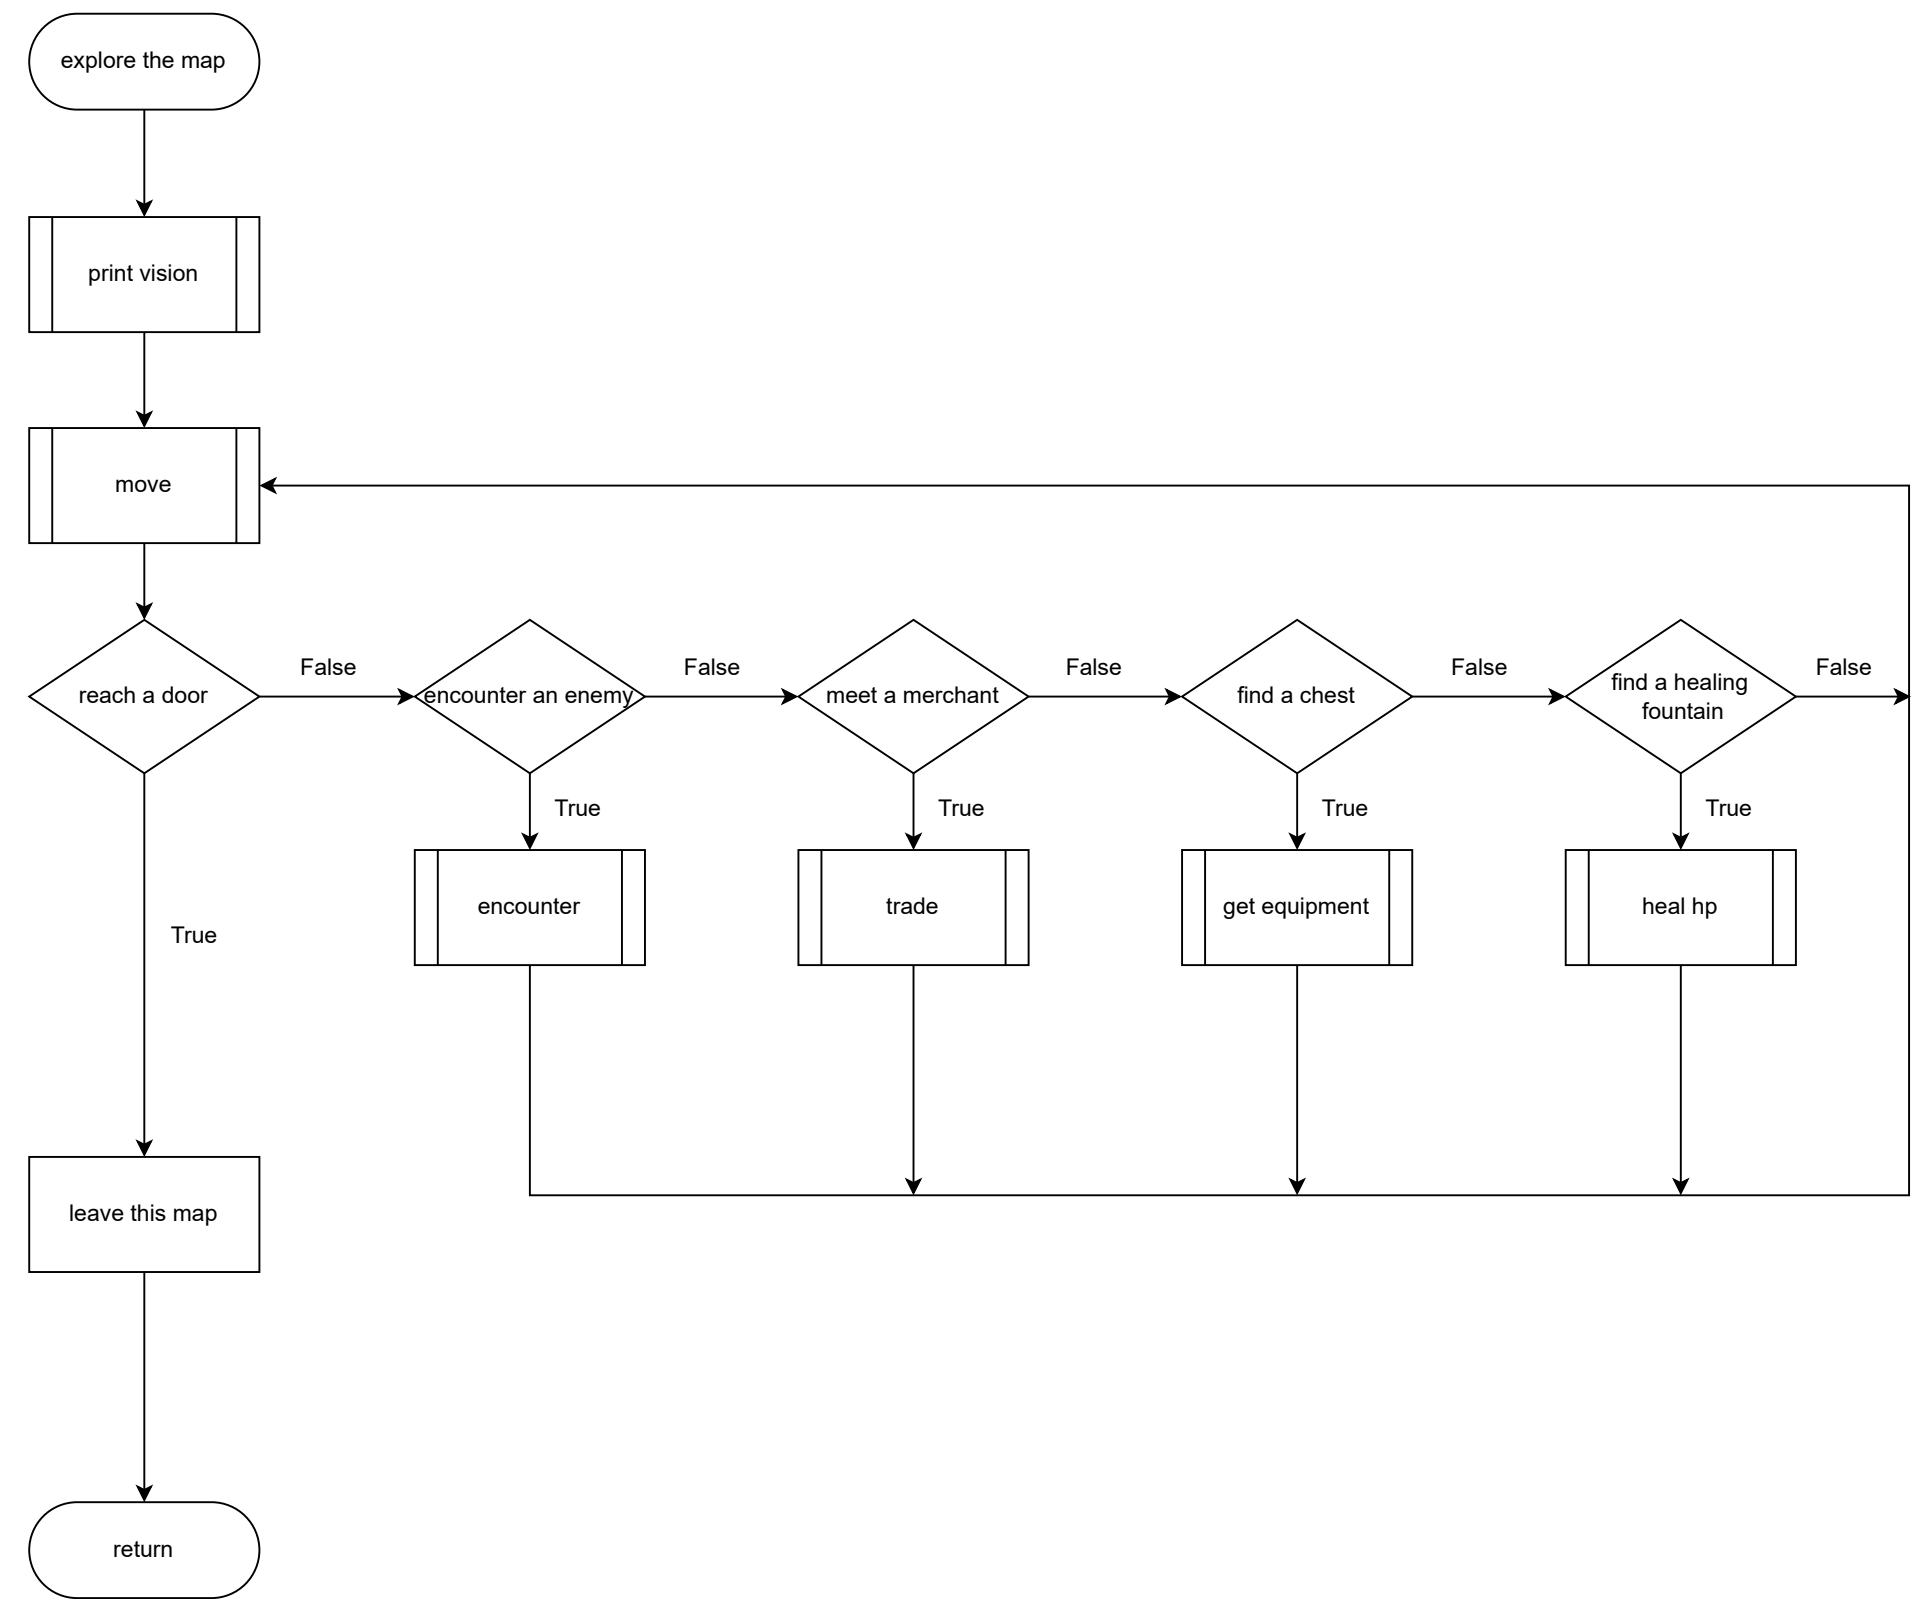 explore the map
print vision
move
reach a door
False
encounter an enemy
False
meet a merchant
False
find a chest
False
find a healing
fountain
False
True
True
True
True
encounter
trade
get equipment
heal hp
True
leave this map
return